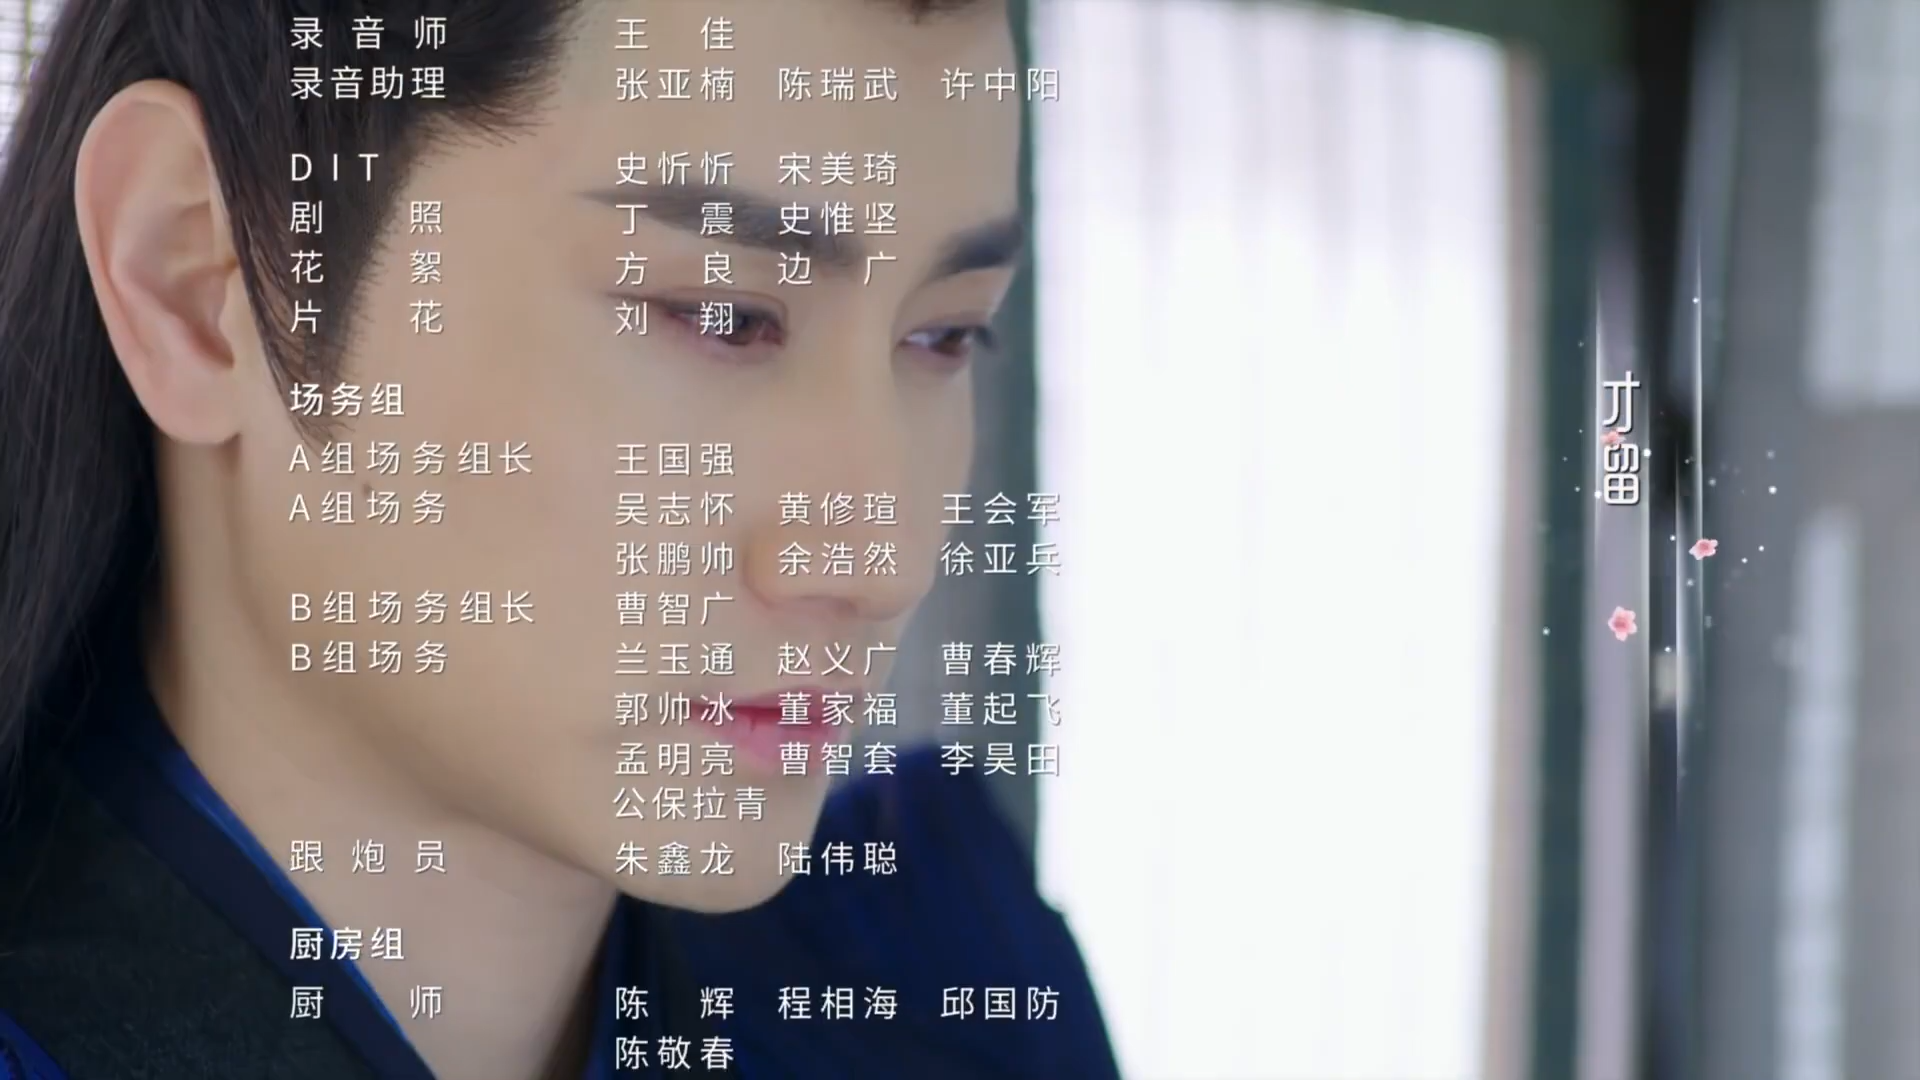 录音师 王佳
录音助理 张亚楠 陈瑞武 许中阳
DIT 史忻忻 宋美琦
剧照 丁震 史惟坚
花絮 方良 边广
片花 刘翔
场务组
A组场务组长 王国强
A组场务 吴志怀 黄修瑄 王会军
张鹏帅 余浩然 徐亚兵
B组场务组长 曹智广
B组场务 兰玉通 赵义广 曹春辉
郭帅冰 董家福 董起飞
孟明亮 曹智套 李昊田
公保拉青
跟炮员 朱鑫龙 陆伟聪
厨房组
厨师 陈辉 程相海 邱国防
陈敬春
才留